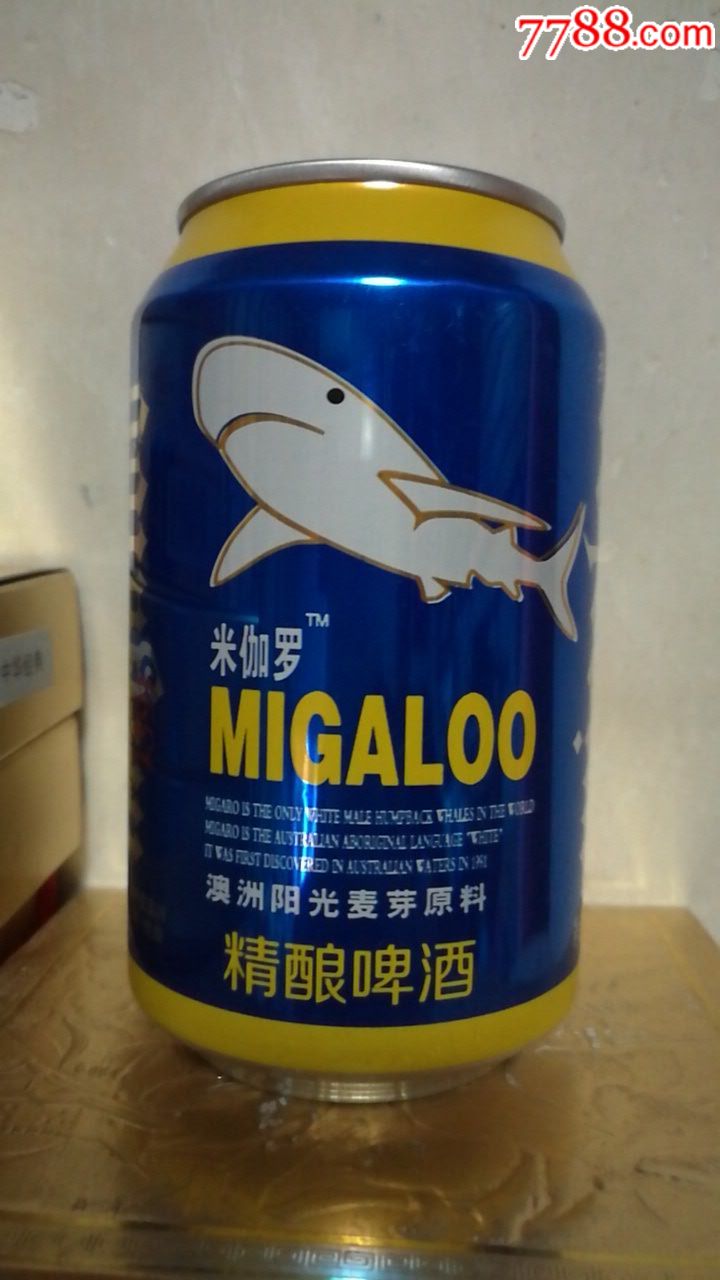 7788.com
米伽罗™
MIGALOO
MIGARO IS THE ONLY WHITE MALE HUMPBACK WHALES IN THE WORLD
MIGARO IS THE AUSTRALIAN ABORIGINAL LANGUAGE "WHITE"
IT WAS FIRST DISCOVERED IN AUSTRALIAN WATERS IN 1991
澳洲阳光麦芽原料
精酿啤酒